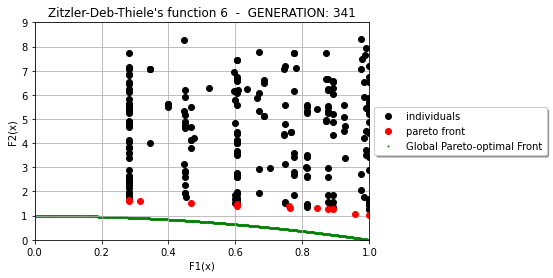 Zitzler-Deb-Thiele's function 6  -  GENERATION: 341
9
8
7
6
5
4
3
2
1
0
F2(x)
0.0 0.2 0.4 0.6 0.8 1.0
F1(x)
individuals
pareto front
Global Pareto-optimal Front